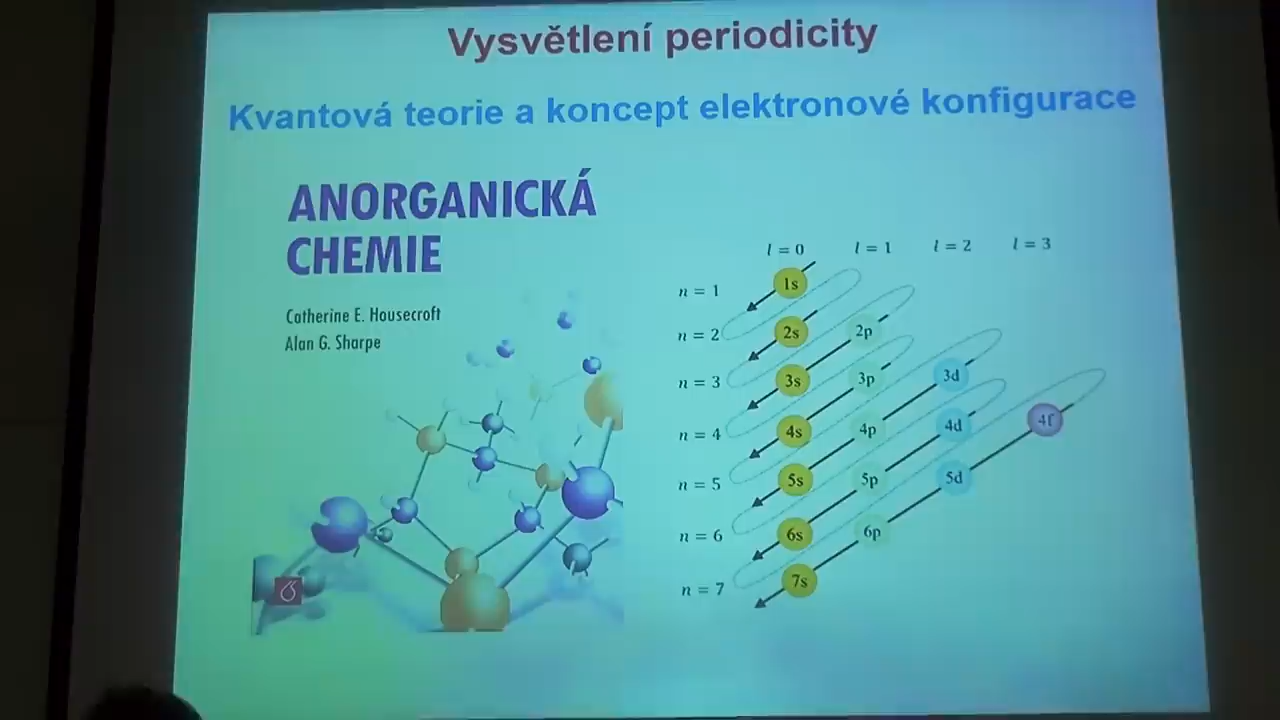 Vysvětlení periodicity
Kvantová teorie a koncept elektronové konfigurace
ANORGANICKÁ
CHEMIE
Catherine E. Housecroft
Alan G. Sharpe
l = 0 l = 1 l = 2 l = 3
n = 1 1s
n = 2 2s 2p
n = 3 3s 3p 3d
n = 4 4s 4p 4d 4f
n = 5 5s 5p 5d
n = 6 6s 6p
n = 7 7s